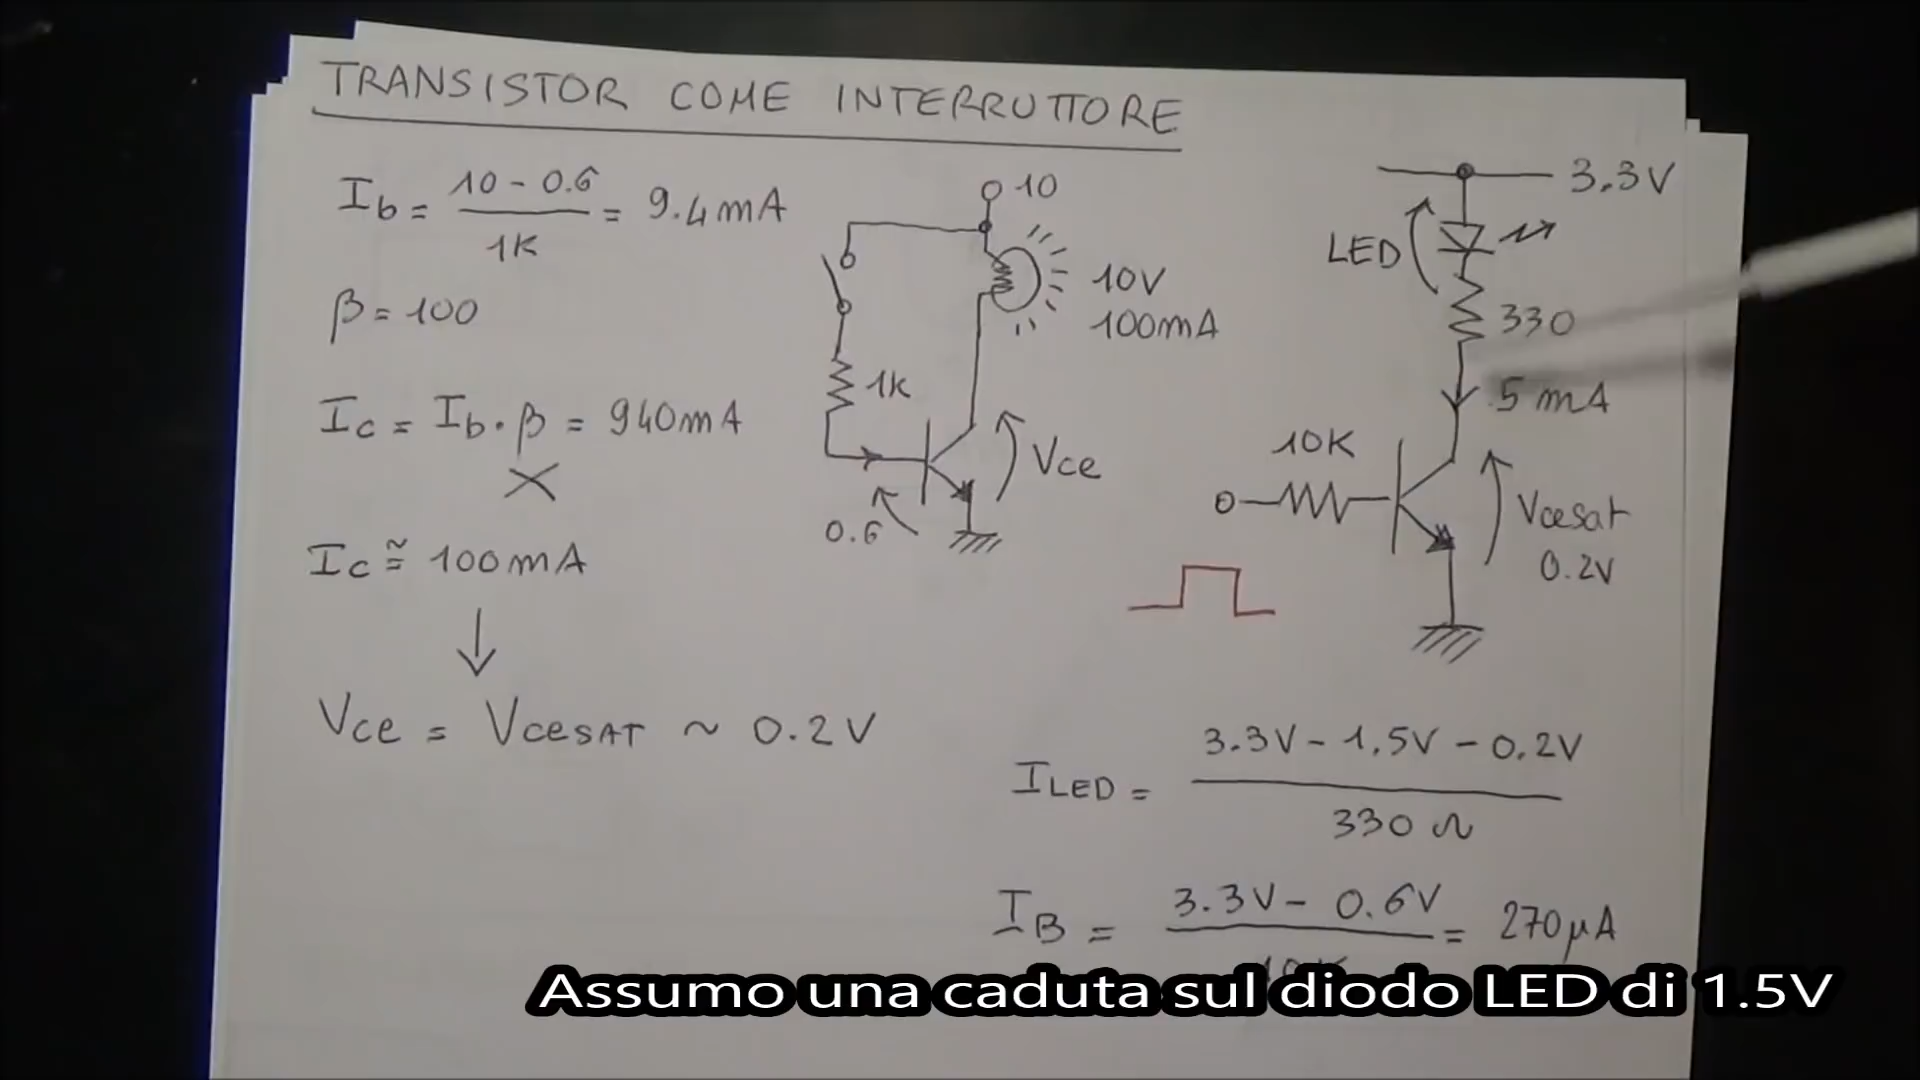 TRANSISTOR COME INTERRUTTORE
Ib = 10 - 0.6 / 1K = 9.4mA
β = 100
Ic = Ib · β = 940mA
Ic ≅ 100mA
↓
Vce = VceSAT ~ 0.2V
10
10V
100mA
1K
Vce
0.6
3.3V
LED
330
5mA
10K
Vcesat
0.2V
ILED = 3.3V - 1.5V - 0.2V / 330 Ω
IB = 3.3V - 0.6V / 10K = 270μA
Assumo una caduta sul diodo LED di 1.5V